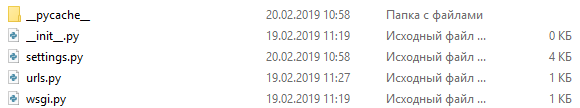 __pycache__ 20.02.2019 10:58 Папка с файлами
__init__.py 19.02.2019 11:19 Исходный файл ... 0 КБ
settings.py 20.02.2019 10:58 Исходный файл ... 4 КБ
urls.py 19.02.2019 11:27 Исходный файл ... 1 КБ
wsgi.py 19.02.2019 11:19 Исходный файл ... 1 КБ